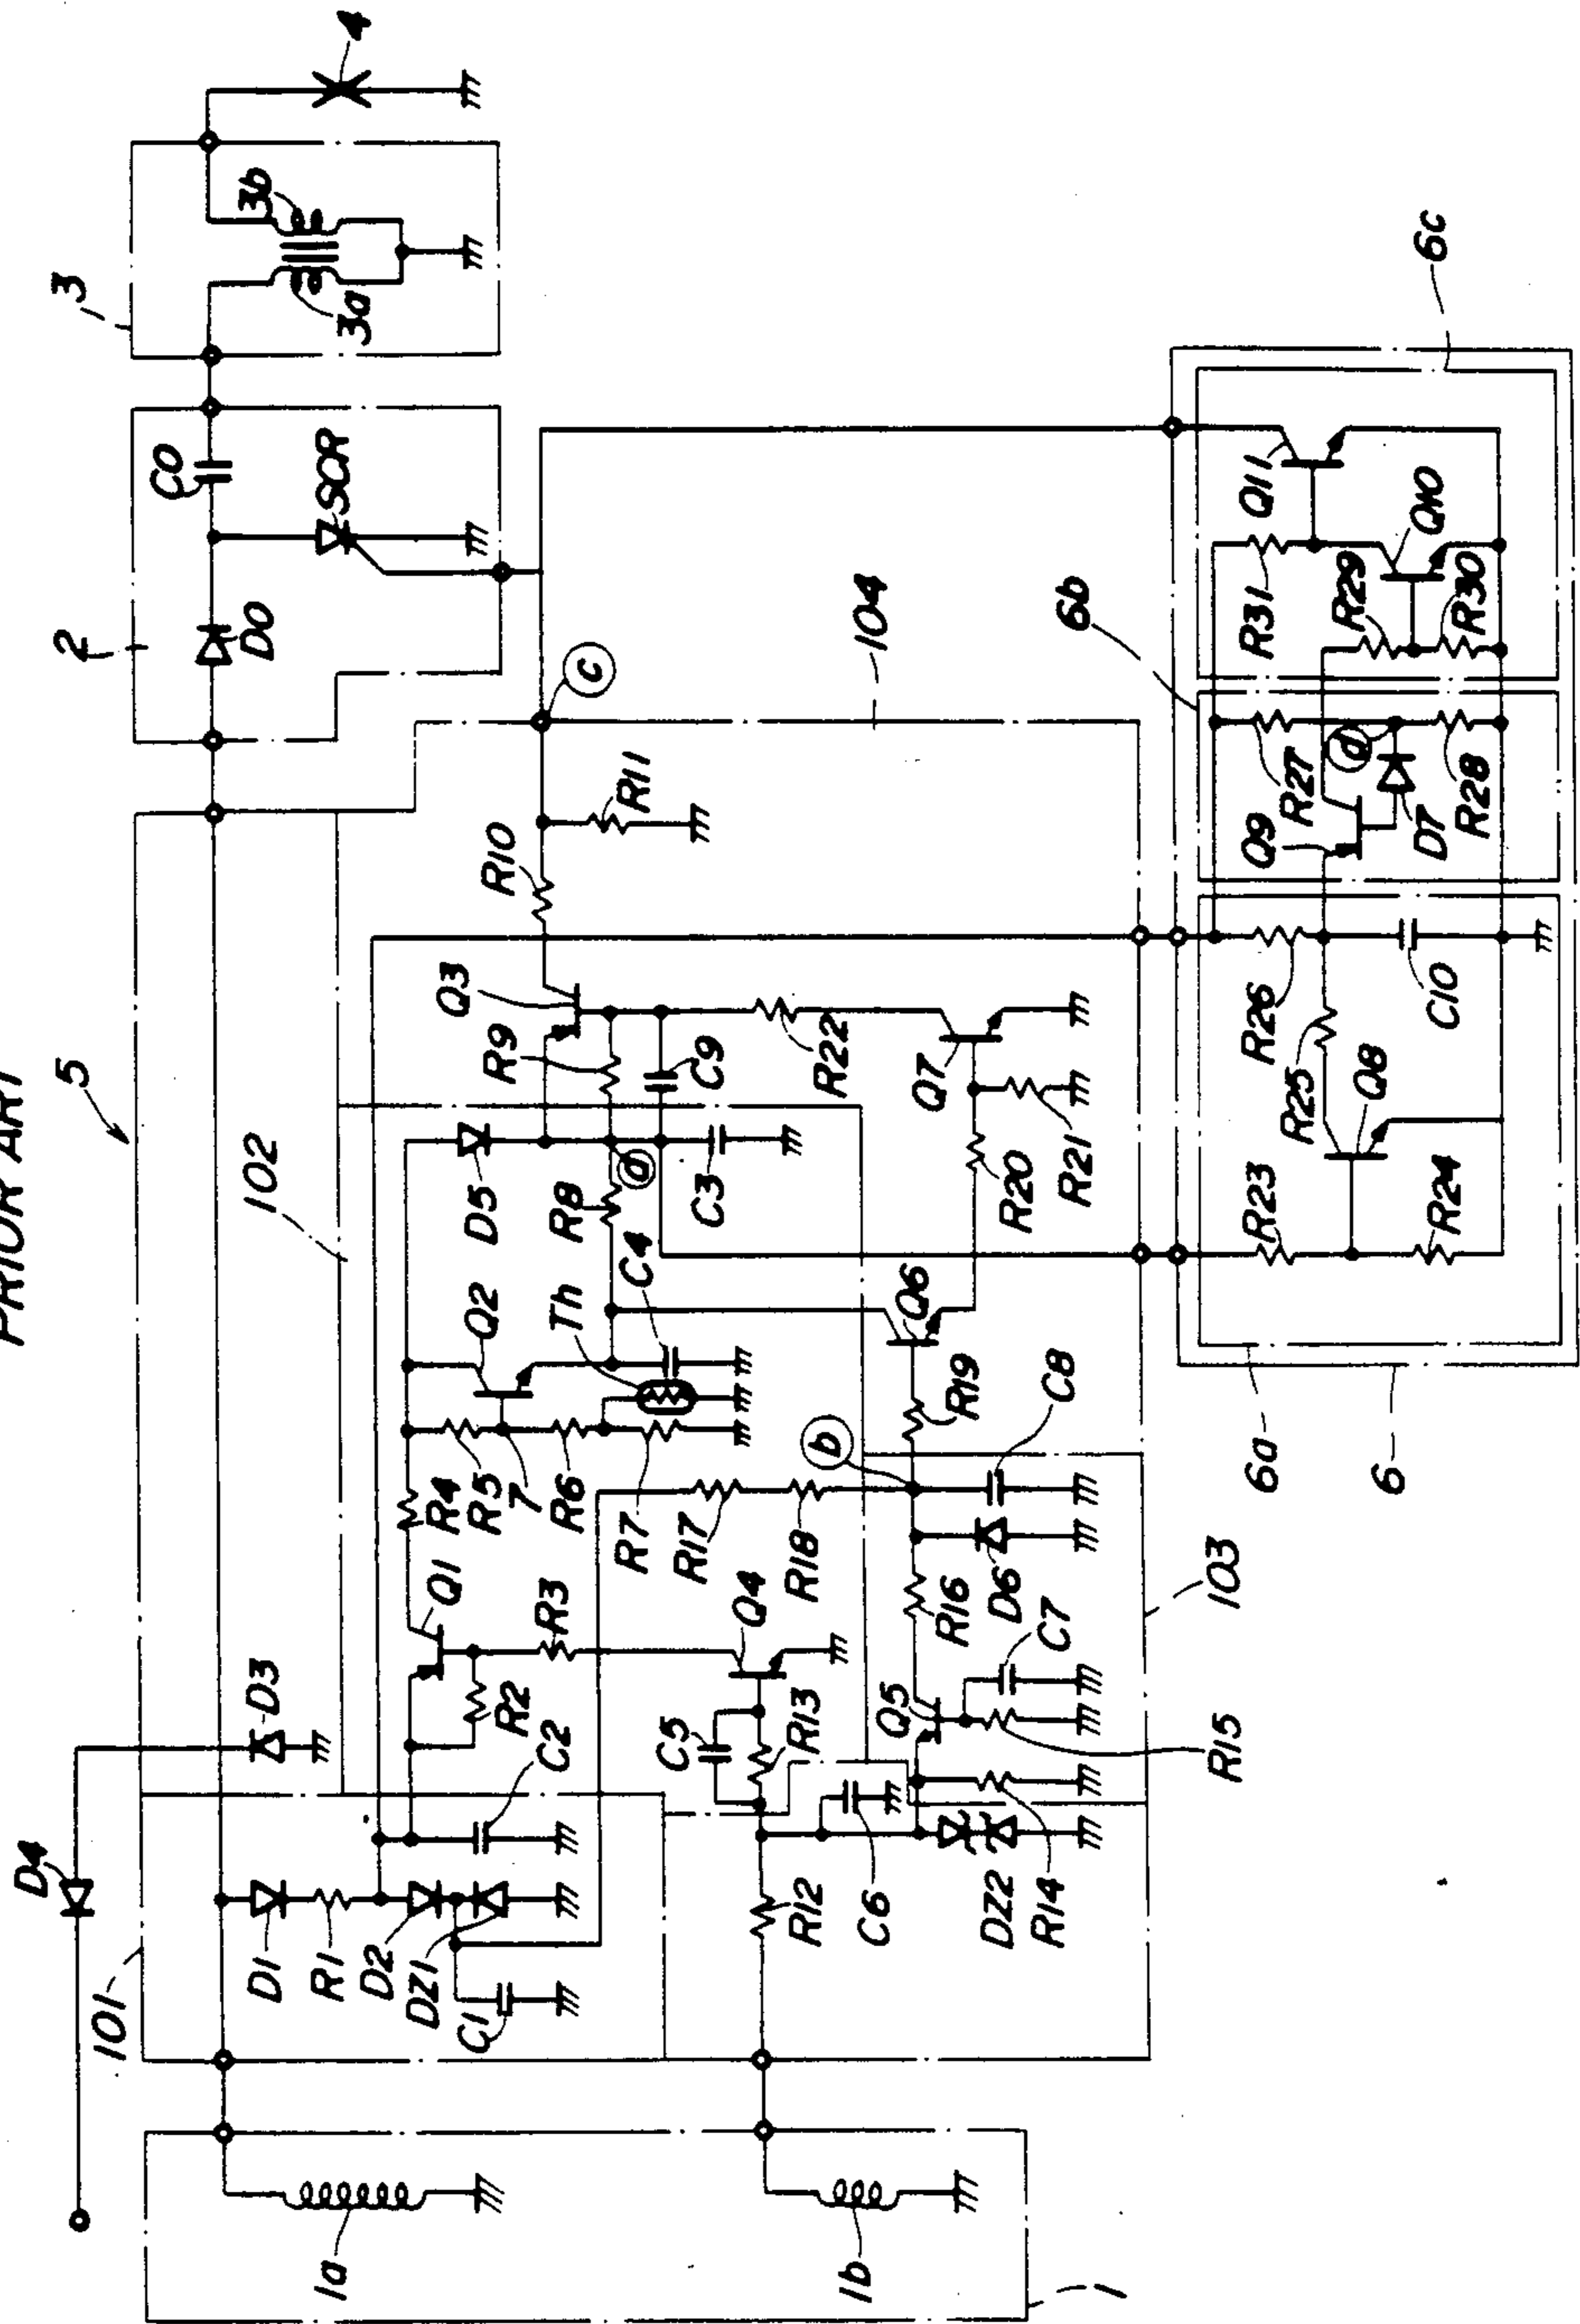 PRIOR ART
5
D4
D3
101
102
2
3
4
1a
1b
1
D1
R1
D2
DZ1
C1
C2
R2
Q1
R3
R4
R5
7
R6
R7
Q2
Th
C4
D5
R8
a
C3
R9
Q3
C9
R10
R11
c
D0
C0
SCR
3a
3b
R12
C6
C5
R13
Q4
R17
R18
DZ2
R14
Q5
R15
C7
R16
D6
b
C8
R19
Q6
R20
R21
Q7
R22
103
104
6
6a
6b
6c
R23
R24
Q8
R25
R26
C10
Q9
R27
d
D7
R28
R31
R29
R30
Q10
Q11